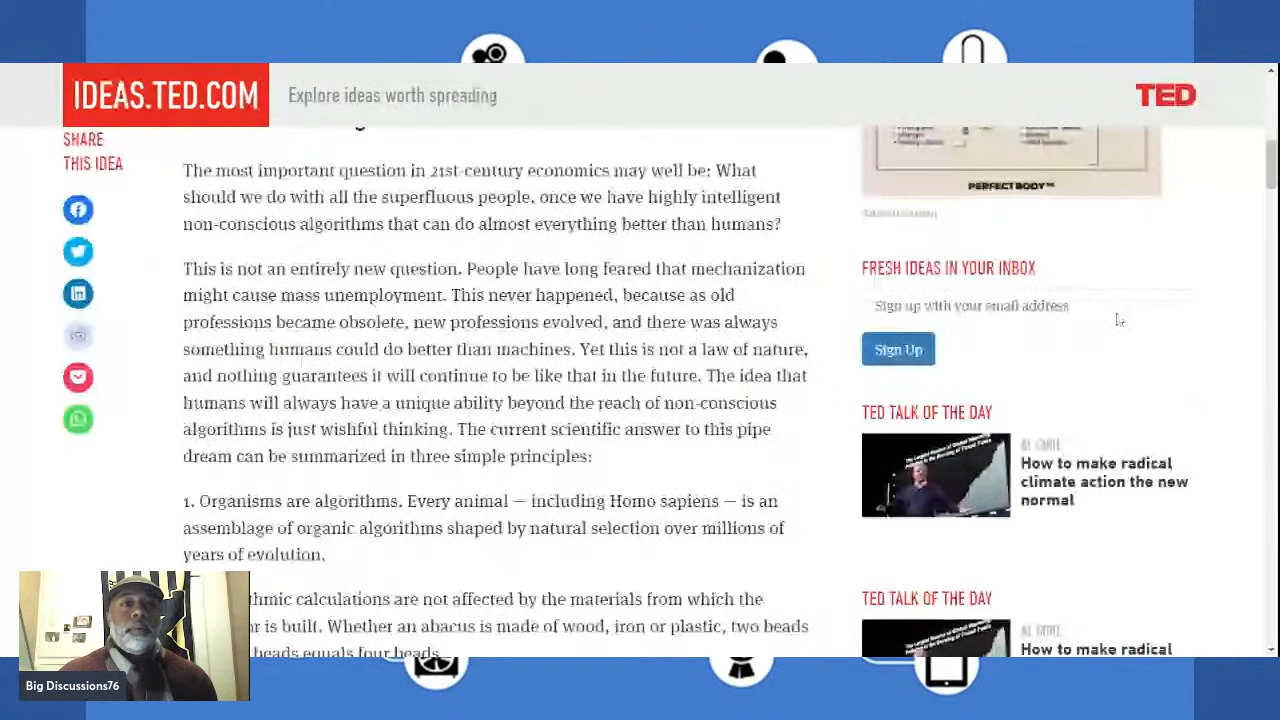 IDEAS.TED.COM
Explore ideas worth spreading
TED
SHARE
THIS IDEA
The most important question in 21st-century economics may well be: What
should we do with all the superfluous people, once we have highly intelligent
non-conscious algorithms that can do almost everything better than humans?
This is not an entirely new question. People have long feared that mechanization
might cause mass unemployment. This never happened, because as old
professions became obsolete, new professions evolved, and there was always
something humans could do better than machines. Yet this is not a law of nature,
and nothing guarantees it will continue to be like that in the future. The idea that
humans will always have a unique ability beyond the reach of non-conscious
algorithms is just wishful thinking. The current scientific answer to this pipe
dream can be summarized in three simple principles:
1. Organisms are algorithms. Every animal — including Homo sapiens — is an
assemblage of organic algorithms shaped by natural selection over millions of
years of evolution.
thmic calculations are not affected by the materials from which the
r is built. Whether an abacus is made of wood, iron or plastic, two beads
heads equals four beads.
PERFECT BODY™
FRESH IDEAS IN YOUR INBOX
Sign up with your email address
Sign Up
TED TALK OF THE DAY
How to make radical
climate action the new
normal
TED TALK OF THE DAY
How to make radical
Big Discussions76